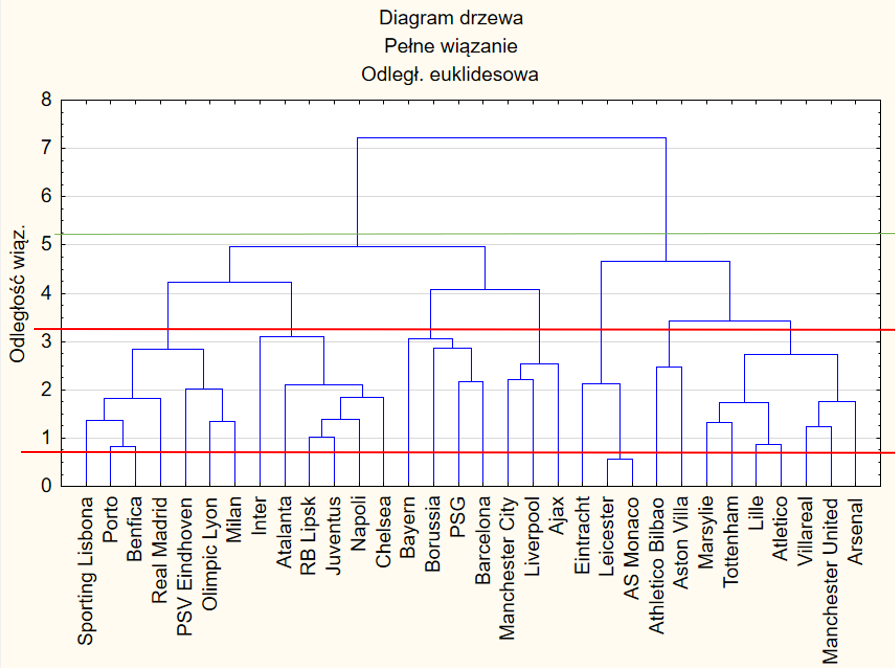 Diagram drzewa
Pełne wiązanie
Odległ. euklidesowa
Odległość wiąz.
8
7
6
5
4
3
2
1
0
Sporting Lisbona
Porto
Benfica
Real Madrid
PSV Eindhoven
Olimpic Lyon
Milan
Inter
Atalanta
RB Lipsk
Juventus
Napoli
Chelsea
Bayern
Borussia
PSG
Barcelona
Manchester City
Liverpool
Ajax
Eintracht
Leicester
AS Monaco
Athletico Bilbao
Aston Villa
Marsylie
Tottenham
Lille
Atletico
Villareal
Manchester United
Arsenal